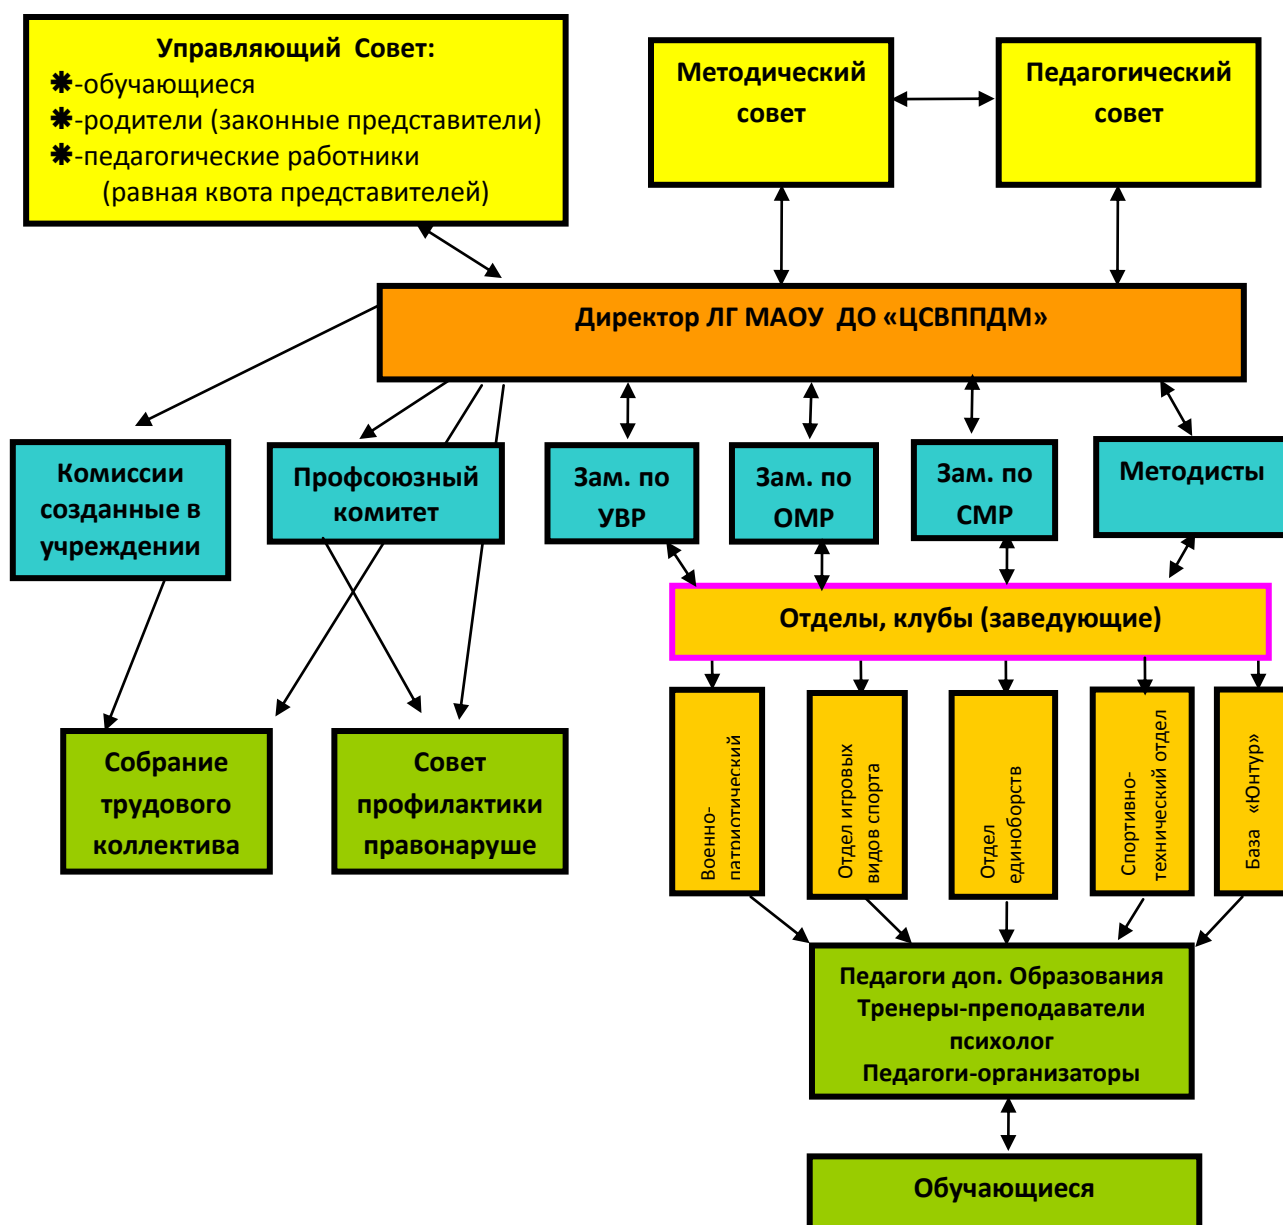 Управляющий Совет:
✱-обучающиеся
✱-родители (законные представители)
✱-педагогические работники
(равная квота представителей)
Методический
совет
Педагогический
совет
Директор ЛГ МАОУ ДО «ЦСВППДМ»
Комиссии
созданные в
учреждении
Профсоюзный
комитет
Зам. по
УВР
Зам. по
ОМР
Зам. по
СМР
Методисты
Отделы, клубы (заведующие)
Военно-
патриотический
Отдел игровых
видов спорта
Отдел
единоборств
Спортивно-
технический отдел
База «Юнтур»
Собрание
трудового
коллектива
Совет
профилактики
правонаруше
Педагоги доп. Образования
Тренеры-преподаватели
психолог
Педагоги-организаторы
Обучающиеся